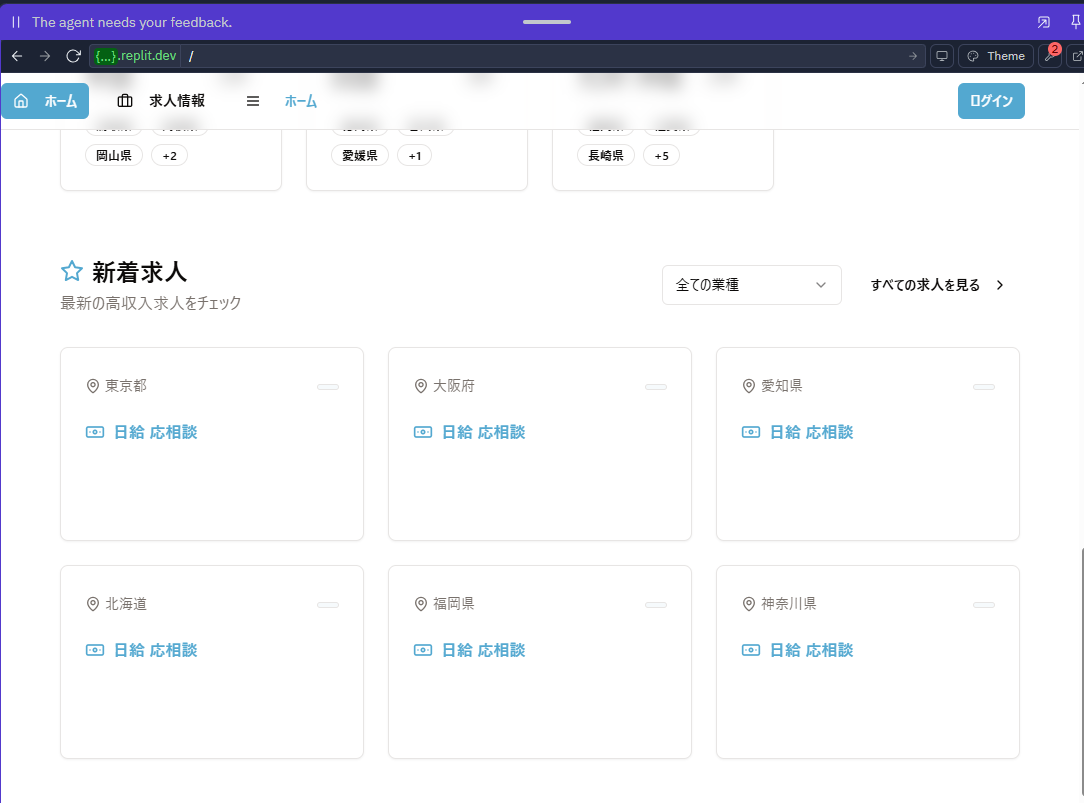 The agent needs your feedback.
{...}.replit.dev /
Theme
2
ホーム
求人情報
ホーム
ログイン
岡山県
+2
愛媛県
+1
長崎県
+5
新着求人
最新の高収入求人をチェック
全ての業種
すべての求人を見る
東京都
日給 応相談
大阪府
日給 応相談
愛知県
日給 応相談
北海道
日給 応相談
福岡県
日給 応相談
神奈川県
日給 応相談